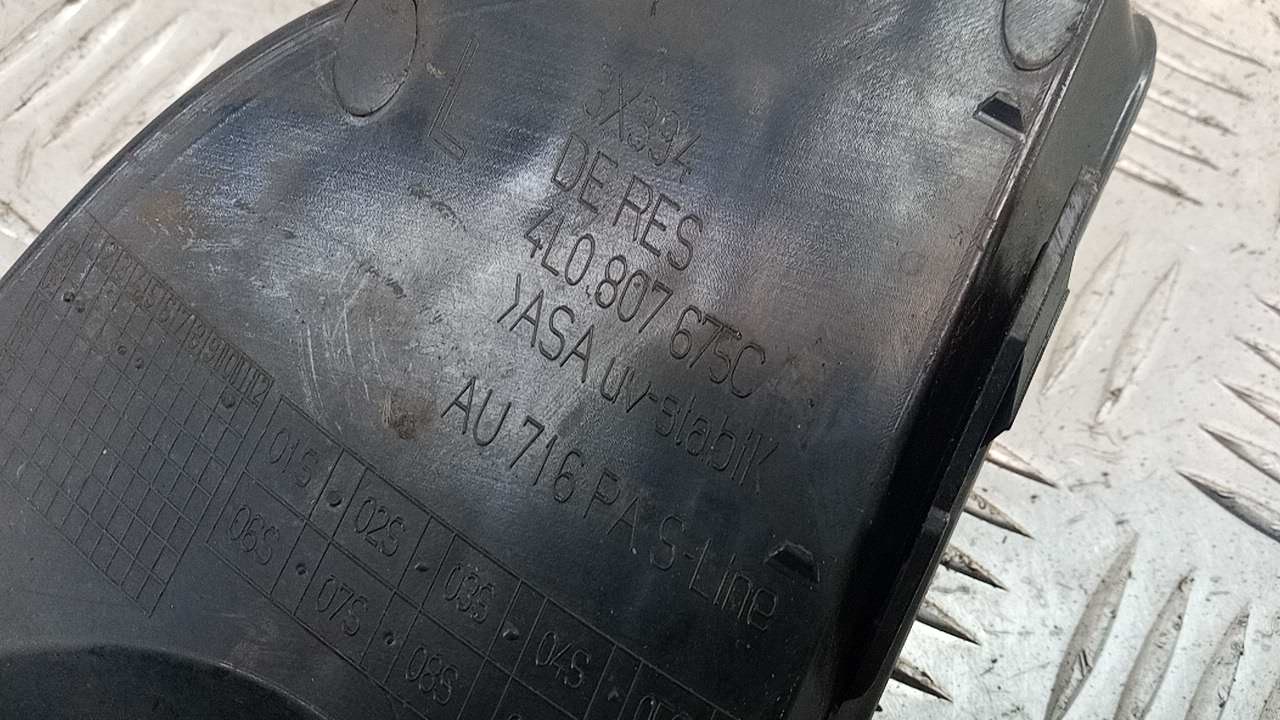 L
3X394
DE RES
4L0.807 675C
>ASA uv-stabil<
AU 716 PA S-Line
01S 02S 03S 04S
06S 07S 08S